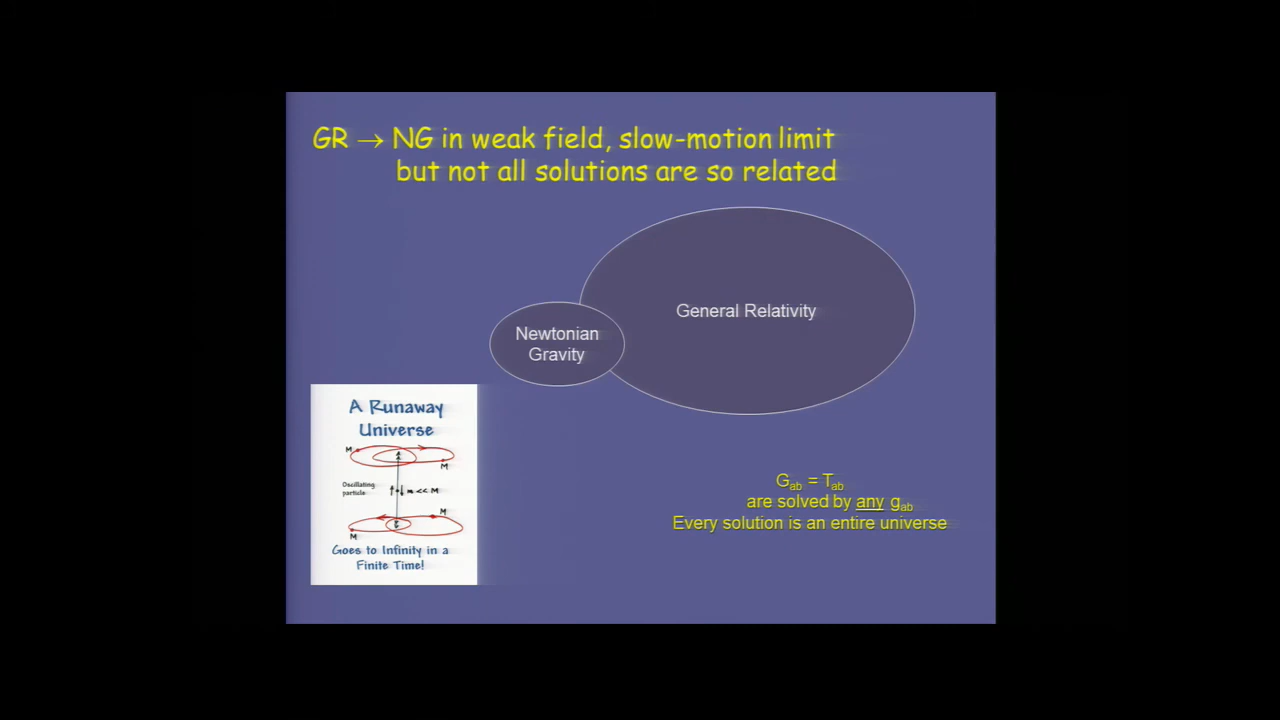 GR → NG in weak field, slow-motion limit
but not all solutions are so related
General Relativity
Newtonian
Gravity
A Runaway
Universe
M
M
Oscillating
particle
m << M
M
M
Goes to Infinity in a
Finite Time!
Gab = Tab
are solved by any gab
Every solution is an entire universe